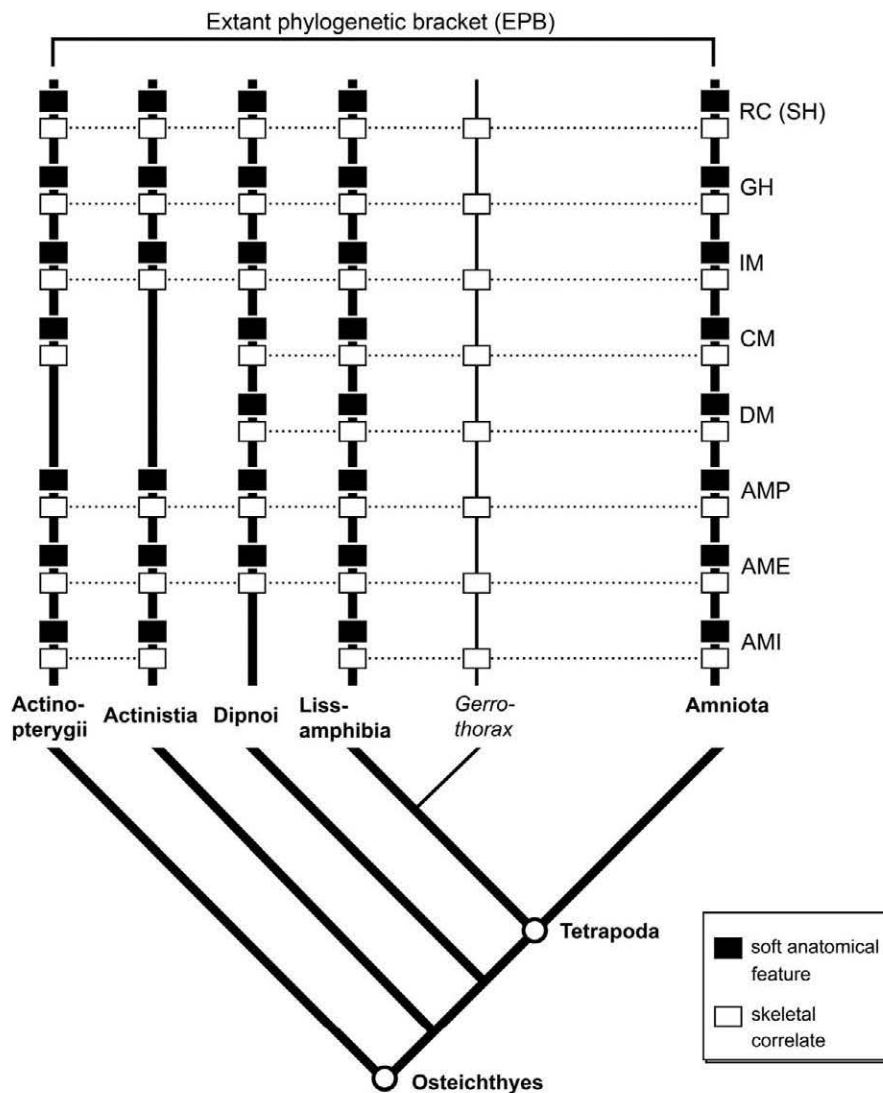 Extant phylogenetic bracket (EPB)
RC (SH)
GH
IM
CM
DM
AMP
AME
AMI
Actino-
pterygii
Actinistia
Dipnoi
Liss-
amphibia
Gerro-
thorax
Amniota
Tetrapoda
Osteichthyes
soft anatomical
feature
skeletal
correlate